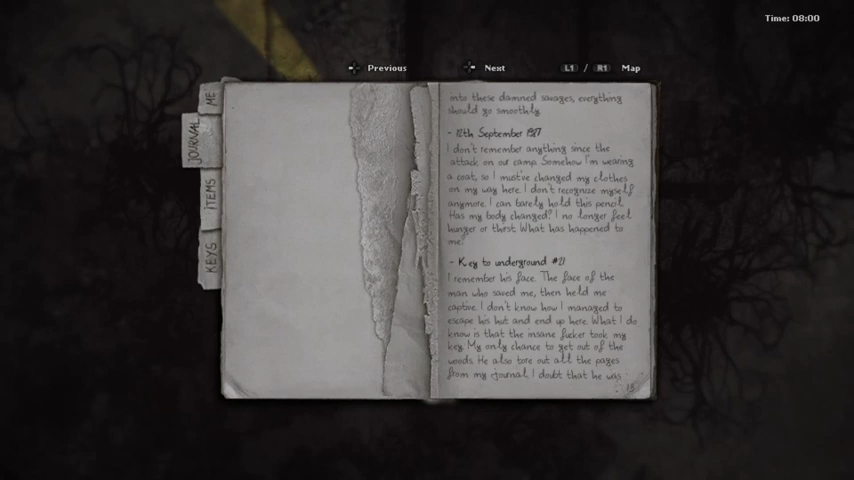 Time: 08:00
Previous
Next
L1 / R1 Map
ME
JOURNAL
ITEMS
KEYS
into these damned savages, everything
should go smoothly.
- 12th September 1987
I don't remember anything since the
attack on our camp. Somehow I'm wearing
a coat, so I must've changed my clothes
on my way here. I don't recognize myself
anymore. I can barely hold this pencil.
Has my body changed? I no longer feel
hunger or thirst. What has happened to
me?
- Key to underground #21
I remember his face. The face of the
man who saved me, then held me
captive. I don't know how I managed to
escape his hut and end up here. What I do
know is that the insane fucker took my
key. My only chance to get out of the
woods. He also tore out all the pages
from my journal. I doubt that he was